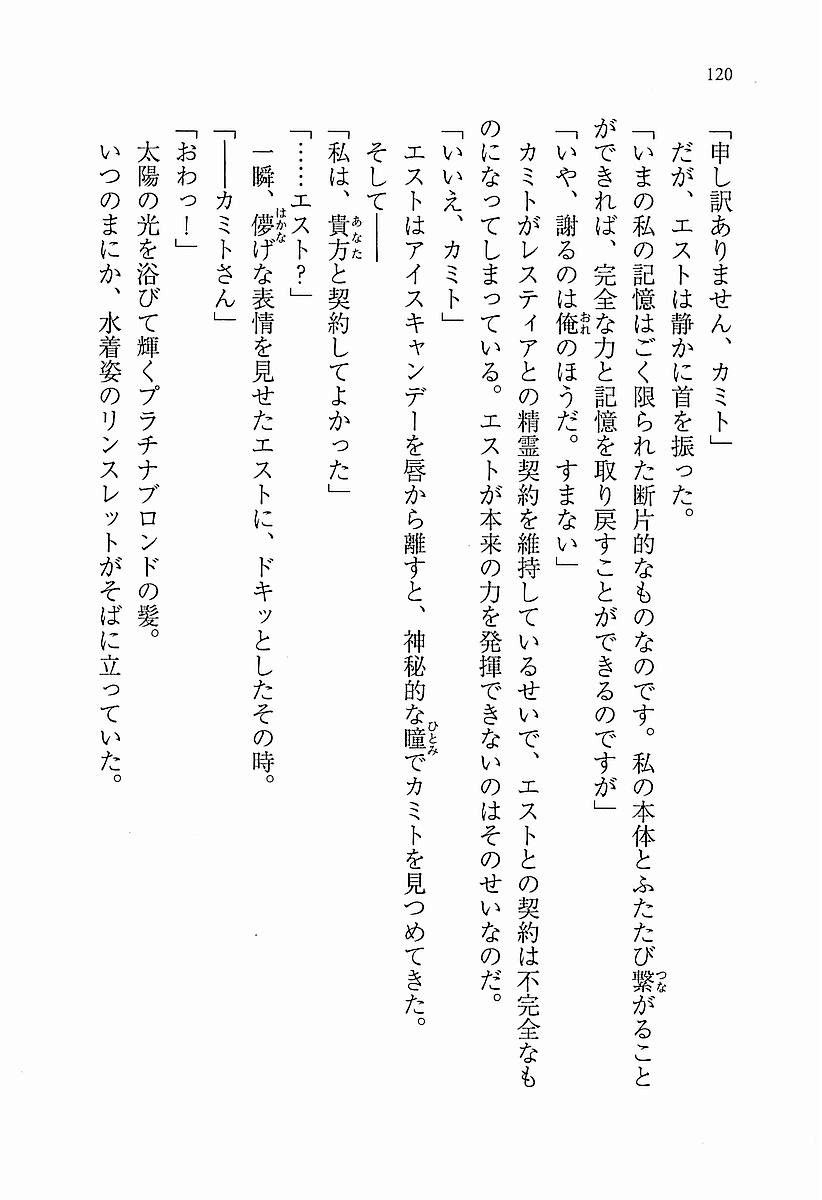 120
「申し訳ありません、カミト」
だが、エストは静かに首を振った。
「いまの私の記憶はごく限られた断片的なものなのです。私の本体とふたたび繋がること
ができれば、完全な力と記憶を取り戻すことができるのですが」
「いや、謝るのは俺のほうだ。すまない」
カミトがレスティアとの精霊契約を維持しているせいで、エストとの契約は不完全なも
のになってしまっている。エストが本来の力を発揮できないのはそのせいなのだ。
「いいえ、カミト」
エストはアイスキャンデーを唇から離すと、神秘的な瞳でカミトを見つめてきた。
そして――
「私は、貴方と契約してよかった」
「……エスト？」
一瞬、儚げな表情を見せたエストに、ドキッとしたその時。
「――カミトさん」
「おわっ！」
太陽の光を浴びて輝くプラチナブロンドの髪。
いつのまにか、水着姿のリンスレットがそばに立っていた。